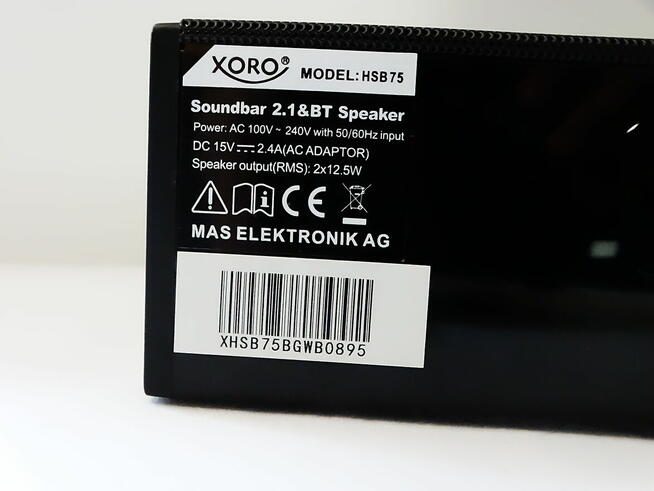 XORO® MODEL: HSB75
Soundbar 2.1&BT Speaker
Power: AC 100V ~ 240V with 50/60Hz input
DC 15V⎓2.4A(AC ADAPTOR)
Speaker output(RMS): 2x12.5W
CE
MAS ELEKTRONIK AG
XHSB75BGWB0895